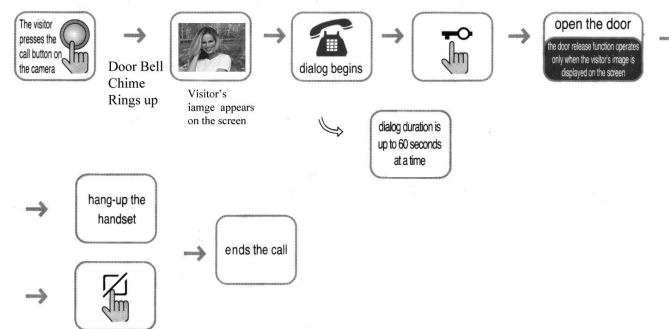 The visitor
presses the
call button on
the camera
Door Bell
Chime
Rings up
Visitor's
iamge appears
on the screen
dialog begins
dialog duration is
up to 60 seconds
at a time
open the door
the door release function operates
only when the visitor's image is
displayed on the screen
hang-up the
handset
ends the call